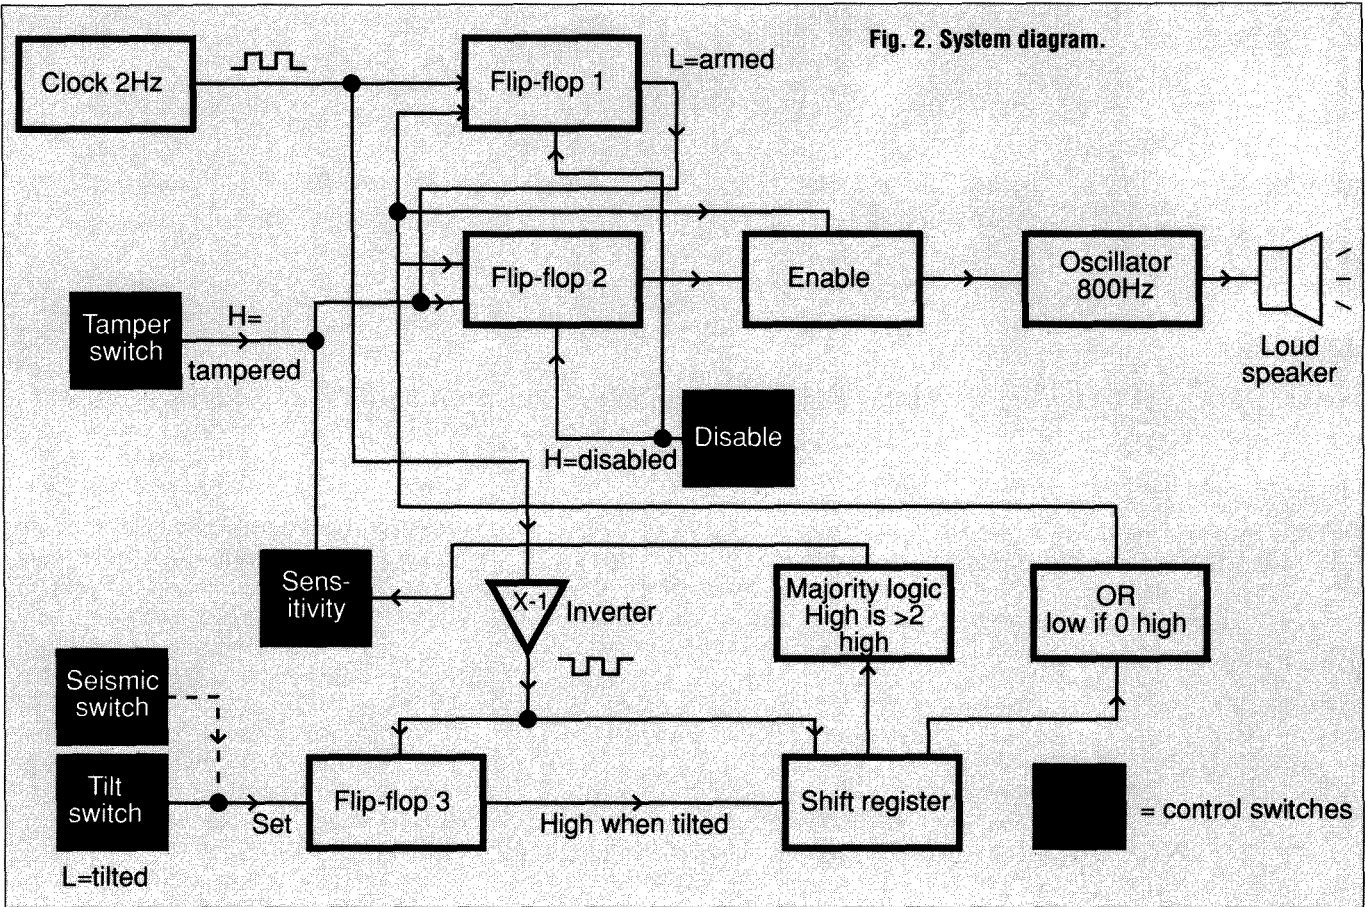 Fig. 2. System diagram.
Clock 2Hz
Flip-flop 1
L=armed
Flip-flop 2
Enable
Oscillator
800Hz
Loud
speaker
Tamper
switch
H=
tampered
Disable
H=disabled
Sens-
itivity
X-1
Inverter
Majority logic
High is >2
high
OR
low if 0 high
Seismic
switch
Tilt
switch
L=tilted
Set
Flip-flop 3
High when tilted
Shift register
= control switches